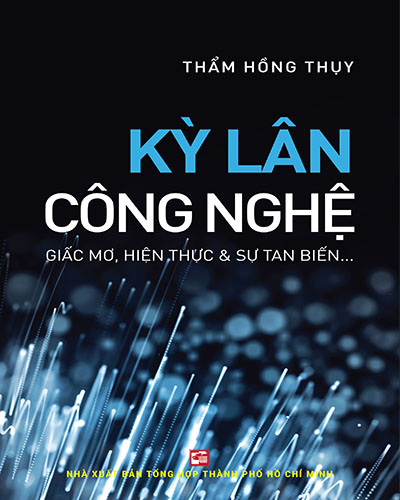 THẨM HỒNG THỤY
KỲ LÂN
CÔNG NGHỆ
GIẤC MƠ, HIỆN THỰC & SỰ TAN BIẾN...
NHÀ XUẤT BẢN TỔNG HỢP THÀNH PHỐ HỒ CHÍ MINH